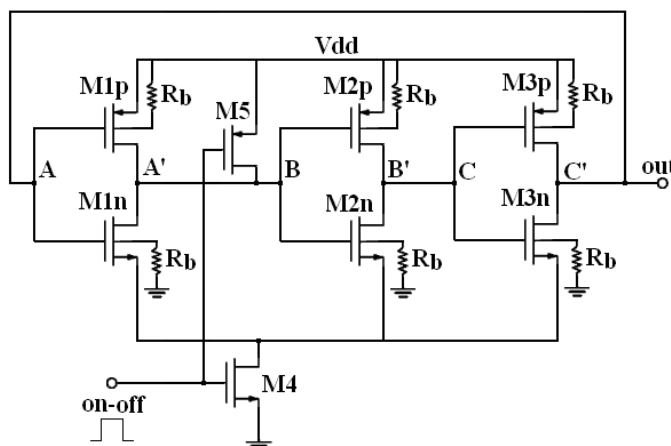 Vdd
M1p
Rb
M5
M2p
Rb
M3p
Rb
A
A'
B
B'
C
C'
out
M1n
Rb
M2n
Rb
M3n
Rb
M4
on-off